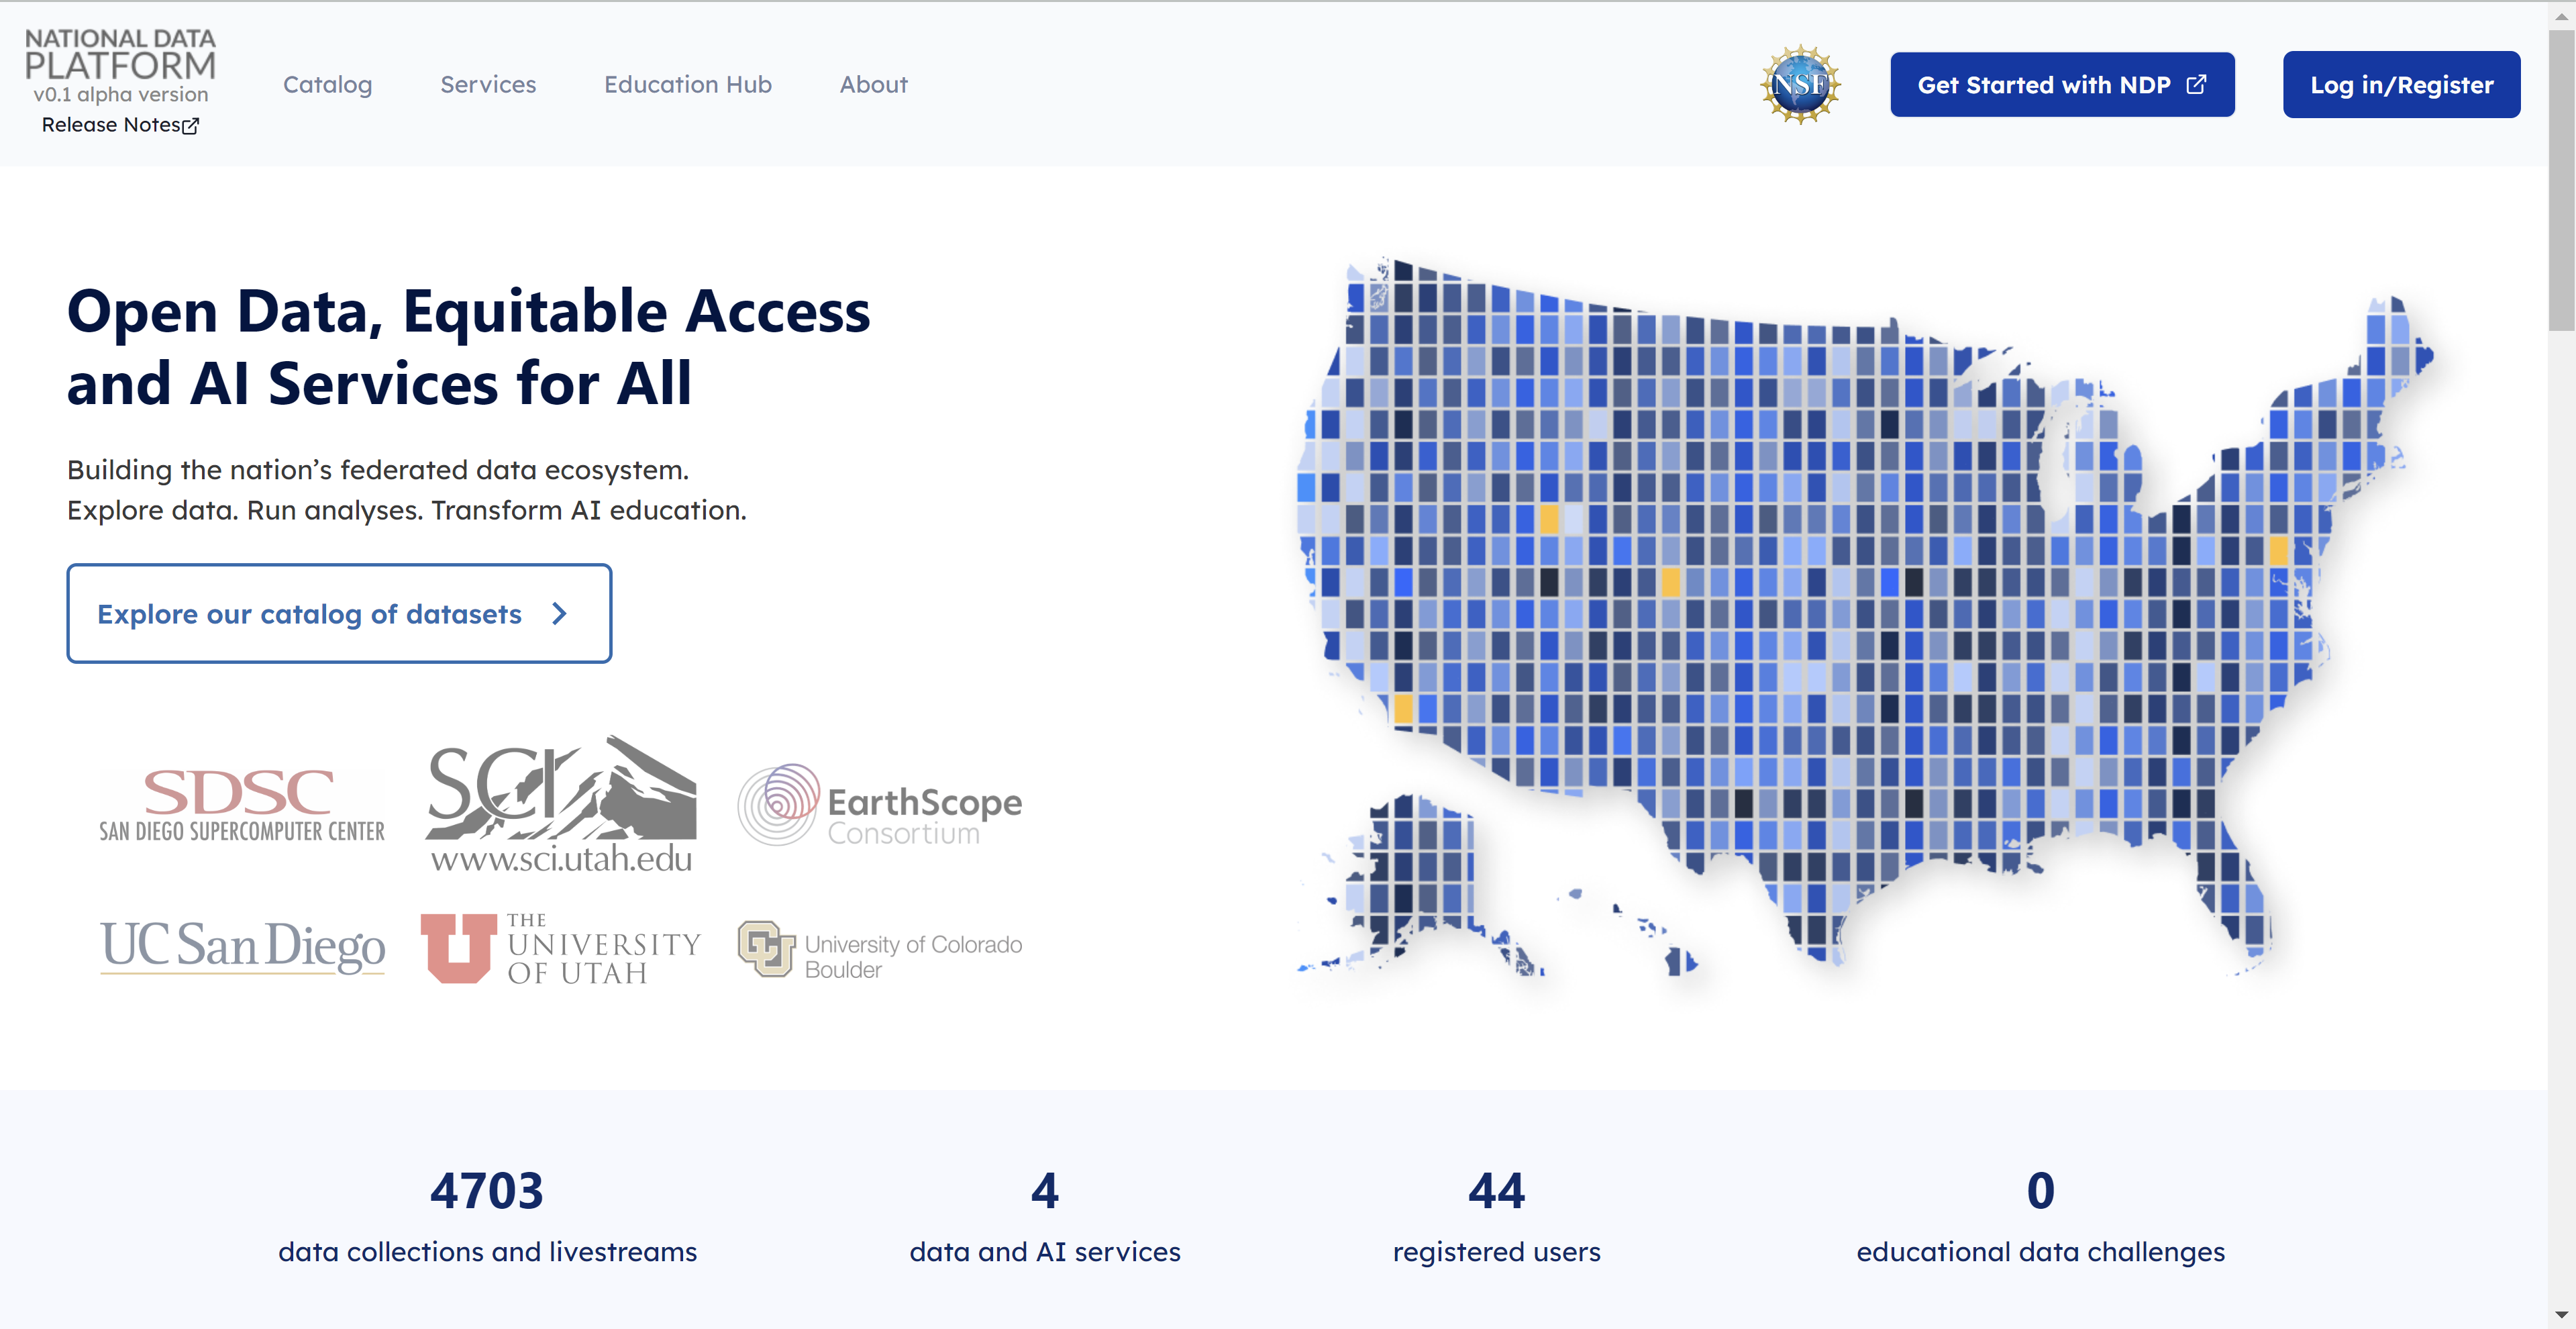 NATIONAL DATA
PLATFORM
v0.1 alpha version
Release Notes
Catalog
Services
Education Hub
About
NSF
Get Started with NDP
Log in/Register
Open Data, Equitable Access
and AI Services for All
Building the nation’s federated data ecosystem.
Explore data. Run analyses. Transform AI education.
Explore our catalog of datasets
SDSC
SAN DIEGO SUPERCOMPUTER CENTER
SCI
www.sci.utah.edu
EarthScope
Consortium
UC San Diego
U
THE
UNIVERSITY
OF UTAH
CU
University of Colorado
Boulder
4703
data collections and livestreams
4
data and AI services
44
registered users
0
educational data challenges